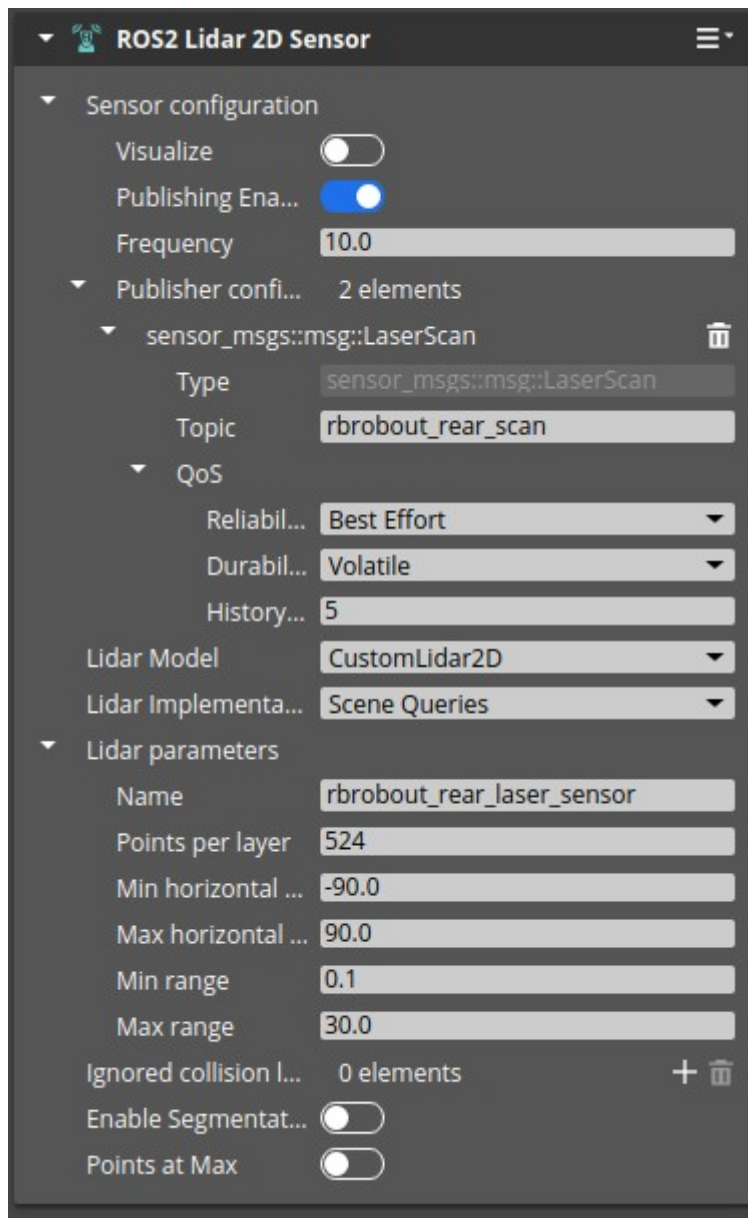 ROS2 Lidar 2D Sensor
Sensor configuration
Visualize
Publishing Ena...
Frequency 10.0
Publisher confi... 2 elements
sensor_msgs::msg::LaserScan
Type sensor_msgs::msg::LaserScan
Topic rbrobout_rear_scan
QoS
Reliabil... Best Effort
Durabil... Volatile
History... 5
Lidar Model CustomLidar2D
Lidar Implementa... Scene Queries
Lidar parameters
Name rbrobout_rear_laser_sensor
Points per layer 524
Min horizontal ... -90.0
Max horizontal ... 90.0
Min range 0.1
Max range 30.0
Ignored collision l... 0 elements
Enable Segmentat...
Points at Max